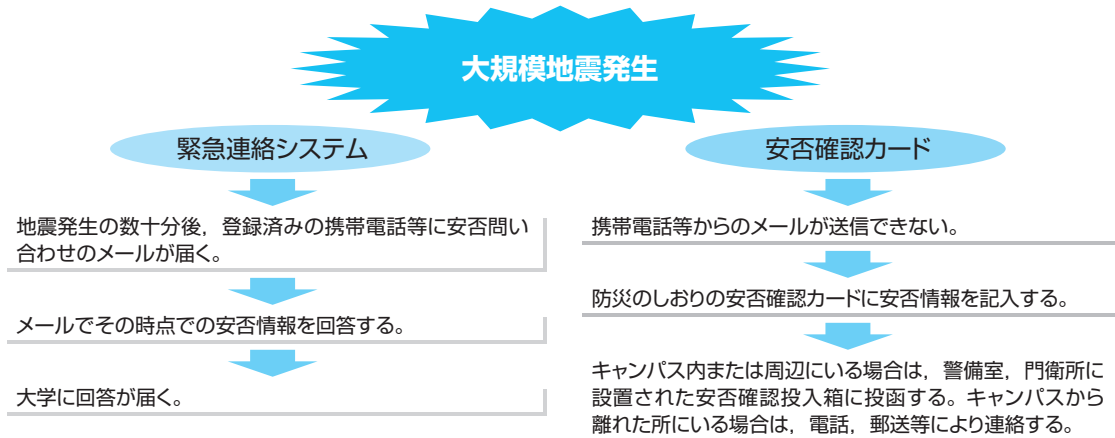 大規模地震発生
緊急連絡システム
地震発生の数十分後，登録済みの携帯電話等に安否問い
合わせのメールが届く。
メールでその時点での安否情報を回答する。
大学に回答が届く。
安否確認カード
携帯電話等からのメールが送信できない。
防災のしおりの安否確認カードに安否情報を記入する。
キャンパス内または周辺にいる場合は，警備室，門衛所に
設置された安否確認投入箱に投函する。キャンパスから
離れた所にいる場合は，電話，郵送等により連絡する。